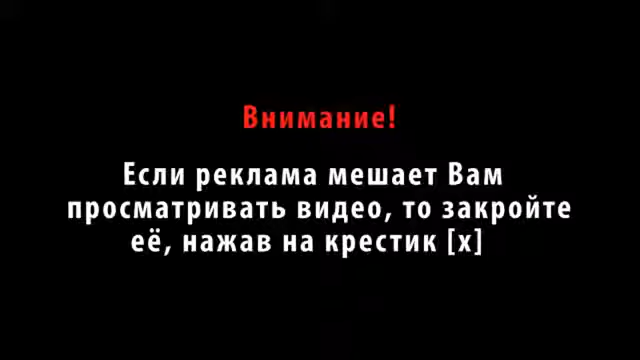 Внимание!
Если реклама мешает Вам
просматривать видео, то закройте
её, нажав на крестик [x]